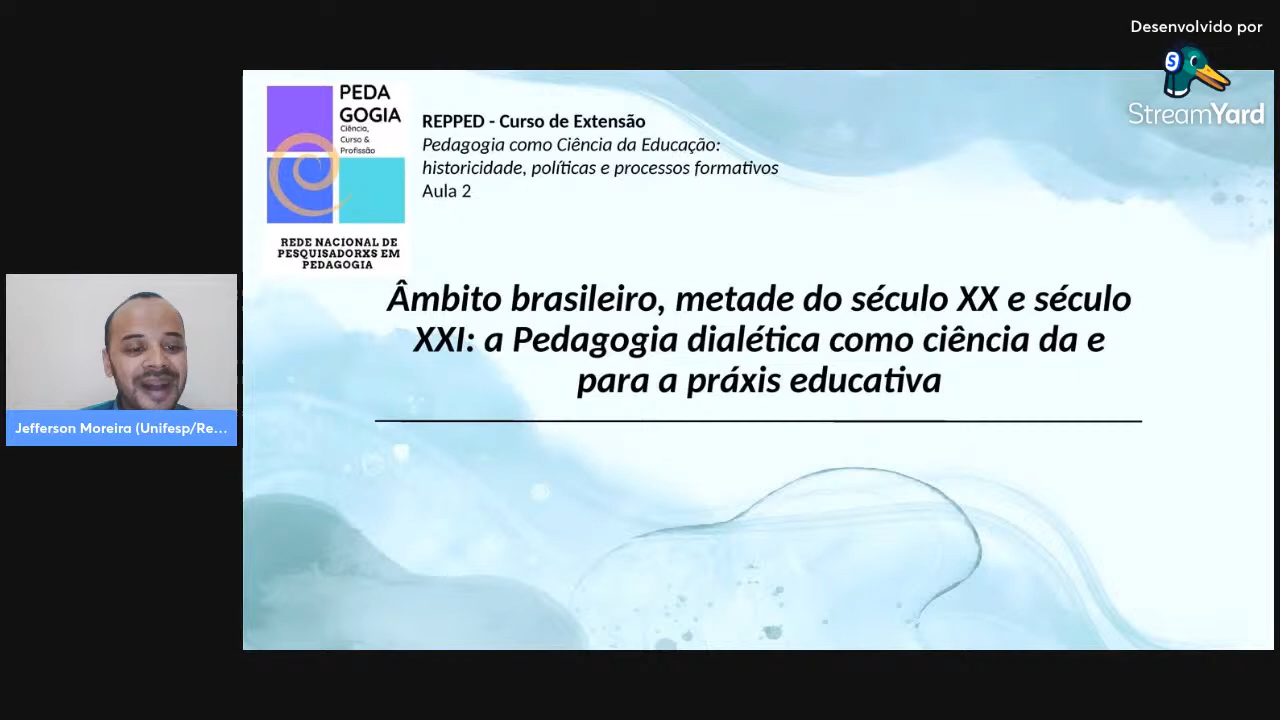 Desenvolvido por
StreamYard
PEDA
GOGIA
Ciência,
Curso &
Profissão
REDE NACIONAL DE
PESQUISADORXS EM
PEDAGOGIA
REPPED - Curso de Extensão
Pedagogia como Ciência da Educação:
historicidade, políticas e processos formativos
Aula 2
Âmbito brasileiro, metade do século XX e século
XXI: a Pedagogia dialética como ciência da e
para a práxis educativa
Jefferson Moreira (Unifesp/Re...